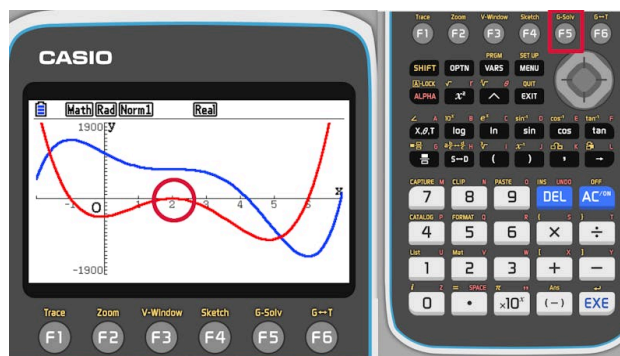 CASIO
Math Rad Norm1 Real
1900 y
x
-1 O 2 3 4 5 6
-1900
Trace Zoom V-Window Sketch G-Solv G↔T
F1 F2 F3 F4 F5 F6
Trace Zoom V-Window Sketch G-Solv G↔T
F1 F2 F3 F4 F5 F6
PRGM SET UP
SHIFT OPTN VARS MENU
A-LOCK √ r ∛ θ QUIT
ALPHA x² ^ EXIT
∠ A 10ˣ B eˣ C sin⁻¹ D cos⁻¹ E tan⁻¹ F
X,θ,T log ln sin cos tan
G H I x⁻¹ J K L
S↔D ( ) , →
CAPTURE M CLIP N PASTE O INS UNDO OFF
7 8 9 DEL AC/ON
CATALOG P FORMAT Q R { S } T
4 5 6 × ÷
List U Mat V W [ X ] Y
1 2 3 + −
i Z = SPACE π " Ans
0 • ×10ˣ (−) EXE